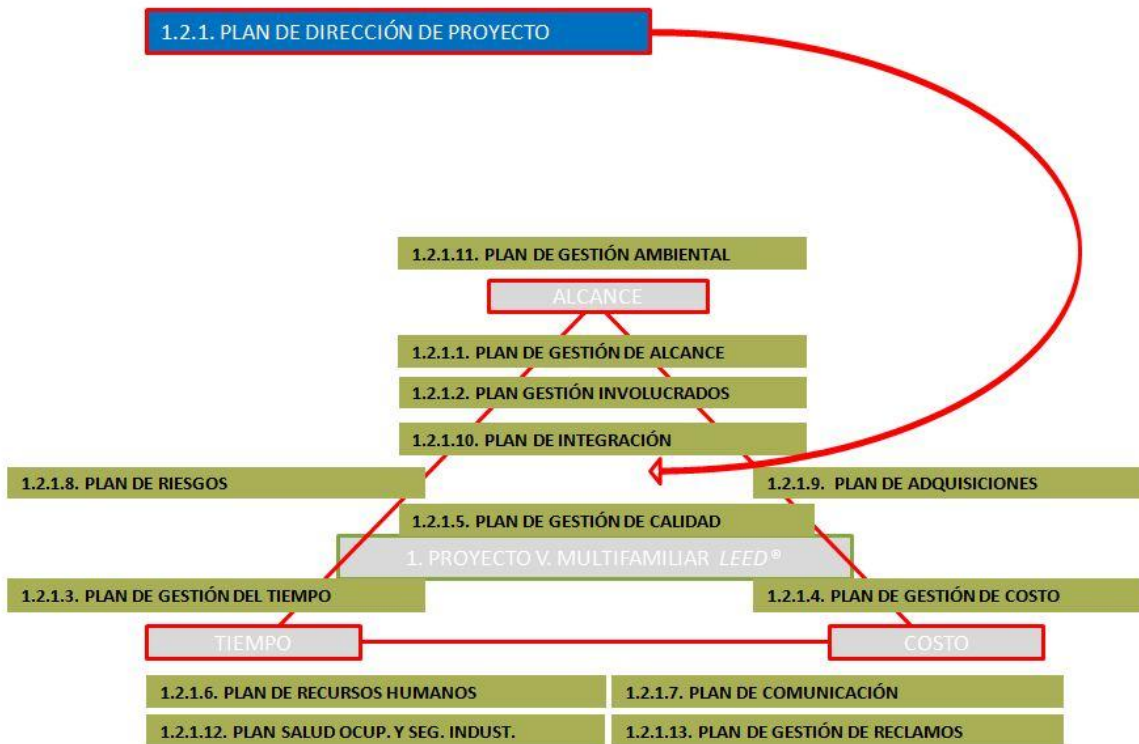 1.2.1. PLAN DE DIRECCIÓN DE PROYECTO
1.2.1.11. PLAN DE GESTIÓN AMBIENTAL
ALCANCE
1.2.1.1. PLAN DE GESTIÓN DE ALCANCE
1.2.1.2. PLAN GESTIÓN INVOLUCRADOS
1.2.1.10. PLAN DE INTEGRACIÓN
1.2.1.8. PLAN DE RIESGOS
1.2.1.9. PLAN DE ADQUISICIONES
1.2.1.5. PLAN DE GESTIÓN DE CALIDAD
1. PROYECTO V. MULTIFAMILIAR LEED®
1.2.1.3. PLAN DE GESTIÓN DEL TIEMPO
1.2.1.4. PLAN DE GESTIÓN DE COSTO
TIEMPO
COSTO
1.2.1.6. PLAN DE RECURSOS HUMANOS
1.2.1.7. PLAN DE COMUNICACIÓN
1.2.1.12. PLAN SALUD OCUP. Y SEG. INDUST.
1.2.1.13. PLAN DE GESTIÓN DE RECLAMOS